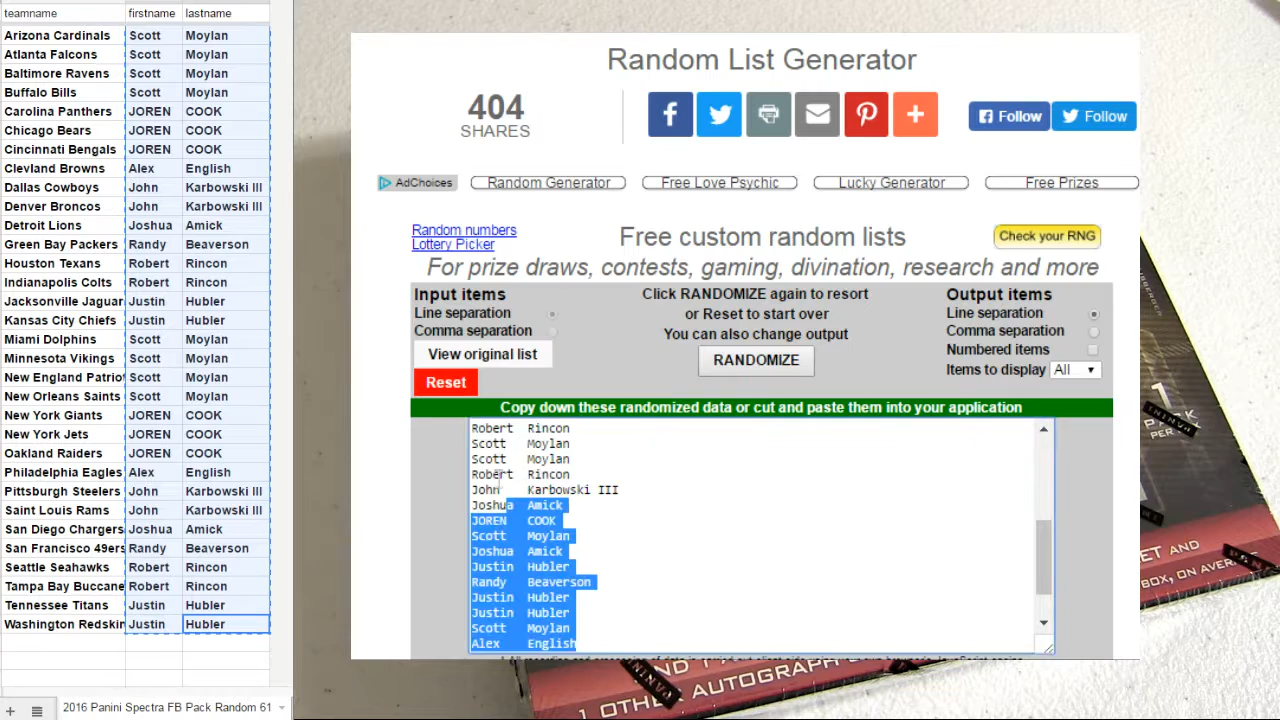 teamname firstname lastname
Arizona Cardinals Scott Moylan
Atlanta Falcons Scott Moylan
Baltimore Ravens Scott Moylan
Buffalo Bills Scott Moylan
Carolina Panthers JOREN COOK
Chicago Bears JOREN COOK
Cincinnati Bengals JOREN COOK
Clevland Browns Alex English
Dallas Cowboys John Karbowski III
Denver Broncos John Karbowski III
Detroit Lions Joshua Amick
Green Bay Packers Randy Beaverson
Houston Texans Robert Rincon
Indianapolis Colts Robert Rincon
Jacksonville Jaguar Justin Hubler
Kansas City Chiefs Justin Hubler
Miami Dolphins Scott Moylan
Minnesota Vikings Scott Moylan
New England Patriot Scott Moylan
New Orleans Saints Scott Moylan
New York Giants JOREN COOK
New York Jets JOREN COOK
Oakland Raiders JOREN COOK
Philadelphia Eagles Alex English
Pittsburgh Steelers John Karbowski III
Saint Louis Rams John Karbowski III
San Diego Chargers Joshua Amick
San Francisco 49ers Randy Beaverson
Seattle Seahawks Robert Rincon
Tampa Bay Buccane Robert Rincon
Tennessee Titans Justin Hubler
Washington Redskin Justin Hubler
2016 Panini Spectra FB Pack Random 61
Random List Generator
404
SHARES
Follow
Follow
AdChoices
Random Generator
Free Love Psychic
Lucky Generator
Free Prizes
Random numbers
Lottery Picker
Free custom random lists
Check your RNG
For prize draws, contests, gaming, divination, research and more
Input items
Line separation
Comma separation
View original list
Reset
Click RANDOMIZE again to resort
or Reset to start over
You can also change output
RANDOMIZE
Output items
Line separation
Comma separation
Numbered items
Items to display All
Copy down these randomized data or cut and paste them into your application
Robert Rincon
Scott Moylan
Scott Moylan
Robert Rincon
John Karbowski III
Joshua Amick
JOREN COOK
Scott Moylan
Joshua Amick
Justin Hubler
Randy Beaverson
Justin Hubler
Justin Hubler
Scott Moylan
Alex English
1
PACK
PER
PANINI
ET AND
BOX, ON AVERAG
AND 1
1 OTHER AUTOGRAPH